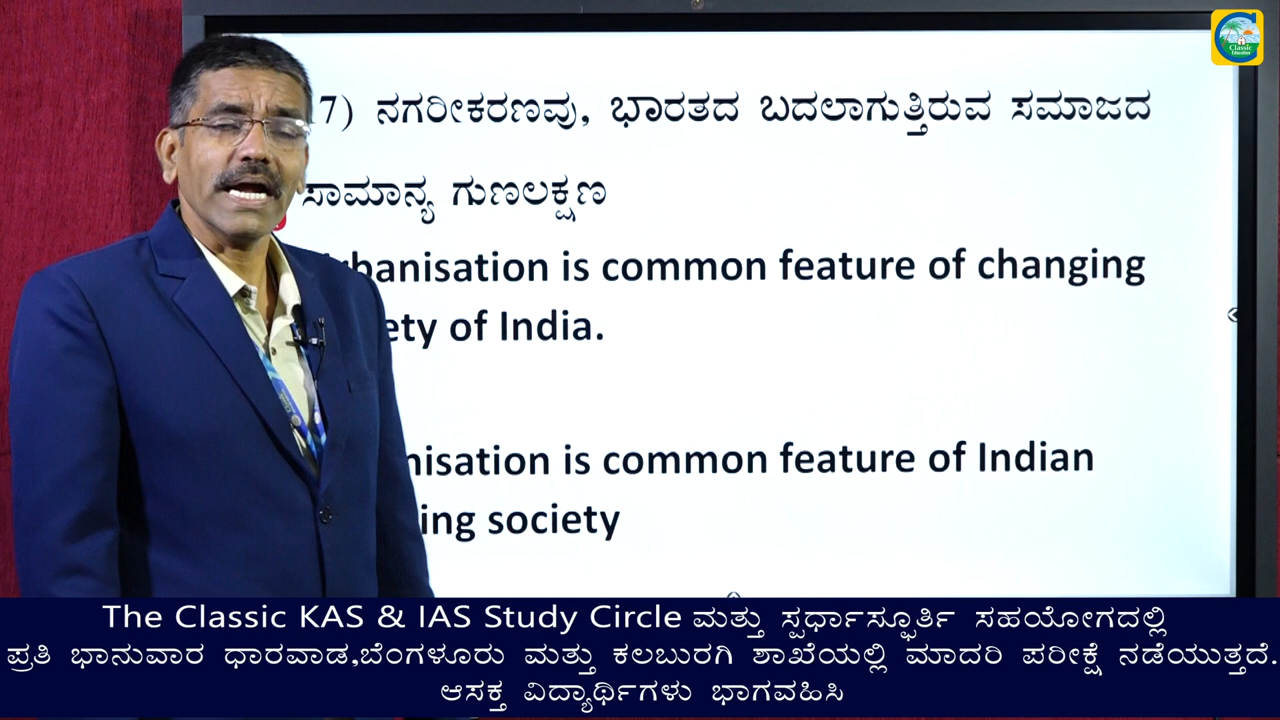 Classic
Education
7) ನಗರೀಕರಣವು, ಭಾರತದ ಬದಲಾಗುತ್ತಿರುವ ಸಮಾಜದ
ಸಾಮಾನ್ಯ ಗುಣಲಕ್ಷಣ
rbanisation is common feature of changing
ety of India.
nisation is common feature of Indian
ing society
The Classic KAS & IAS Study Circle ಮತ್ತು ಸ್ಪರ್ಧಾಸ್ಫೂರ್ತಿ ಸಹಯೋಗದಲ್ಲಿ
ಪ್ರತಿ ಭಾನುವಾರ ಧಾರವಾಡ,ಬೆಂಗಳೂರು ಮತ್ತು ಕಲಬುರಗಿ ಶಾಖೆಯಲ್ಲಿ ಮಾದರಿ ಪರೀಕ್ಷೆ ನಡೆಯುತ್ತದೆ.
ಆಸಕ್ತ ವಿದ್ಯಾರ್ಥಿಗಳು ಭಾಗವಹಿಸಿ